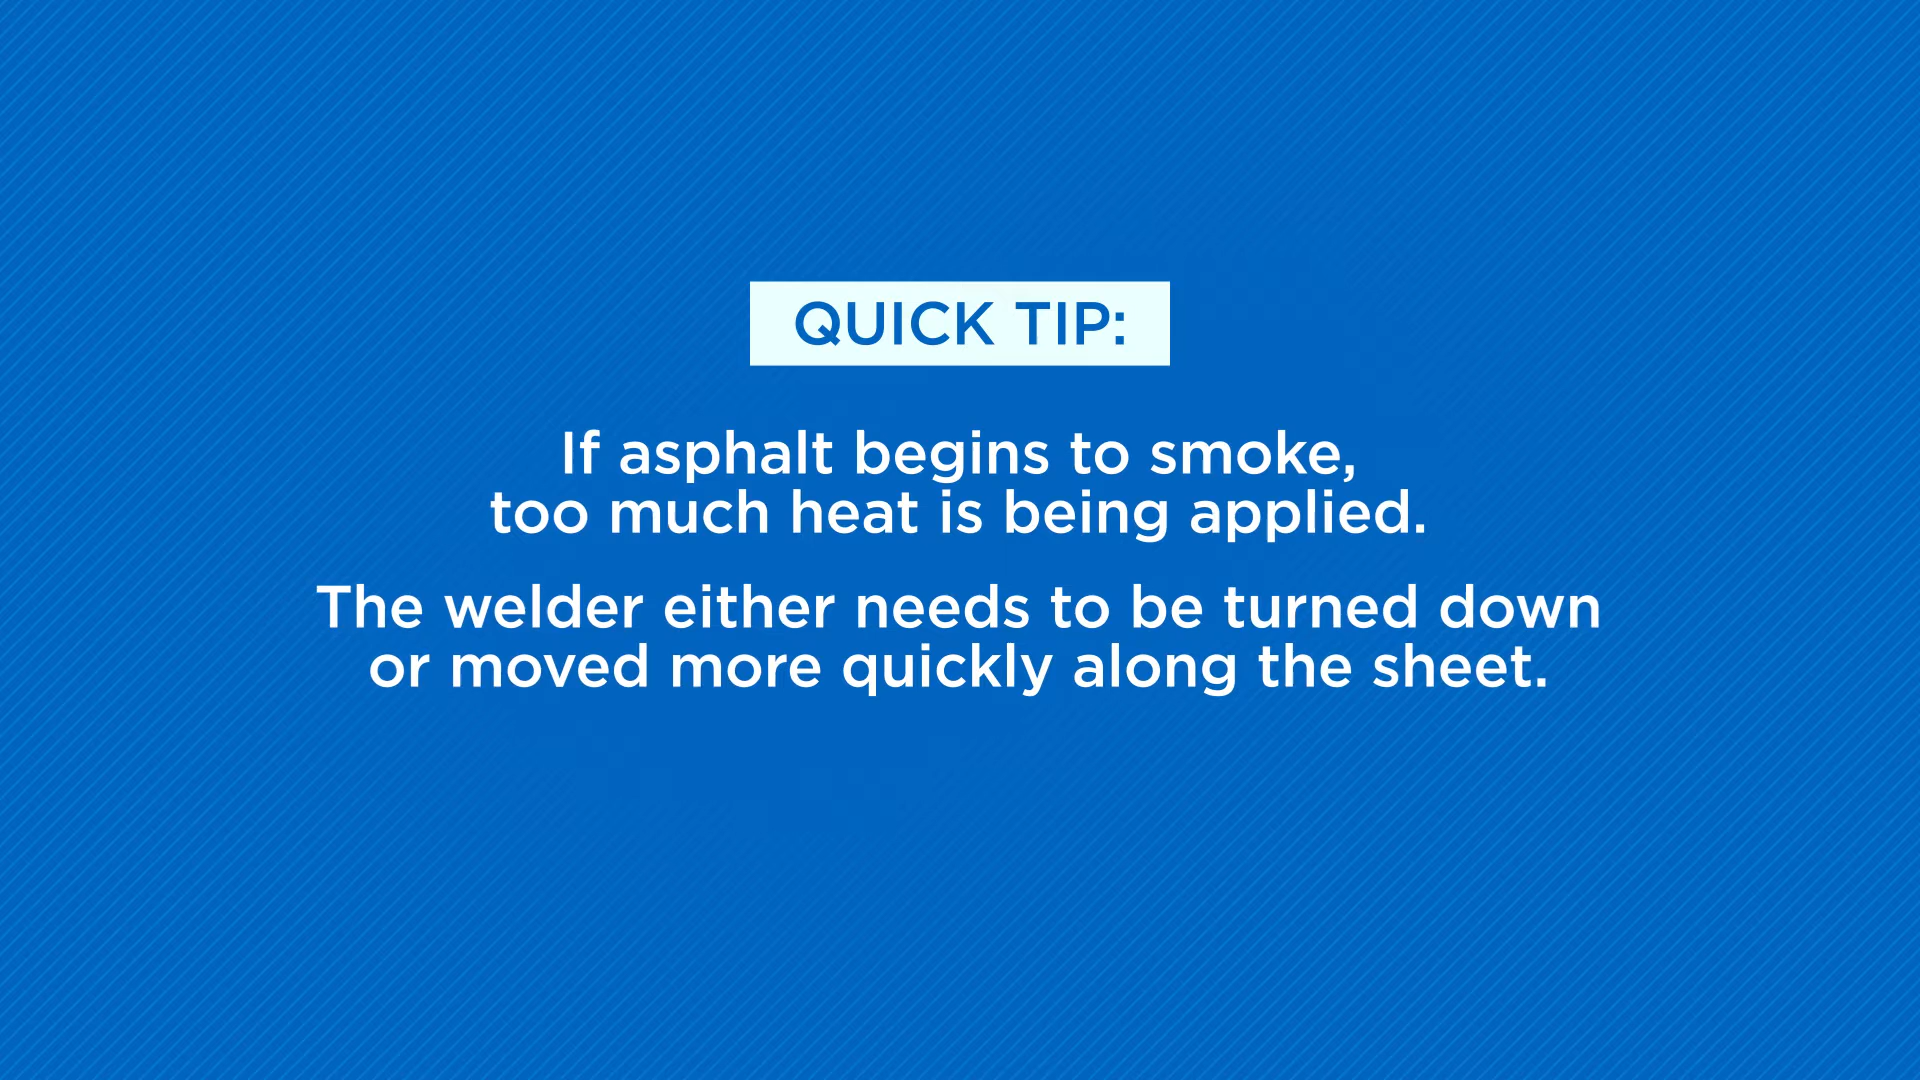 QUICK TIP:
If asphalt begins to smoke,
too much heat is being applied.
The welder either needs to be turned down
or moved more quickly along the sheet.